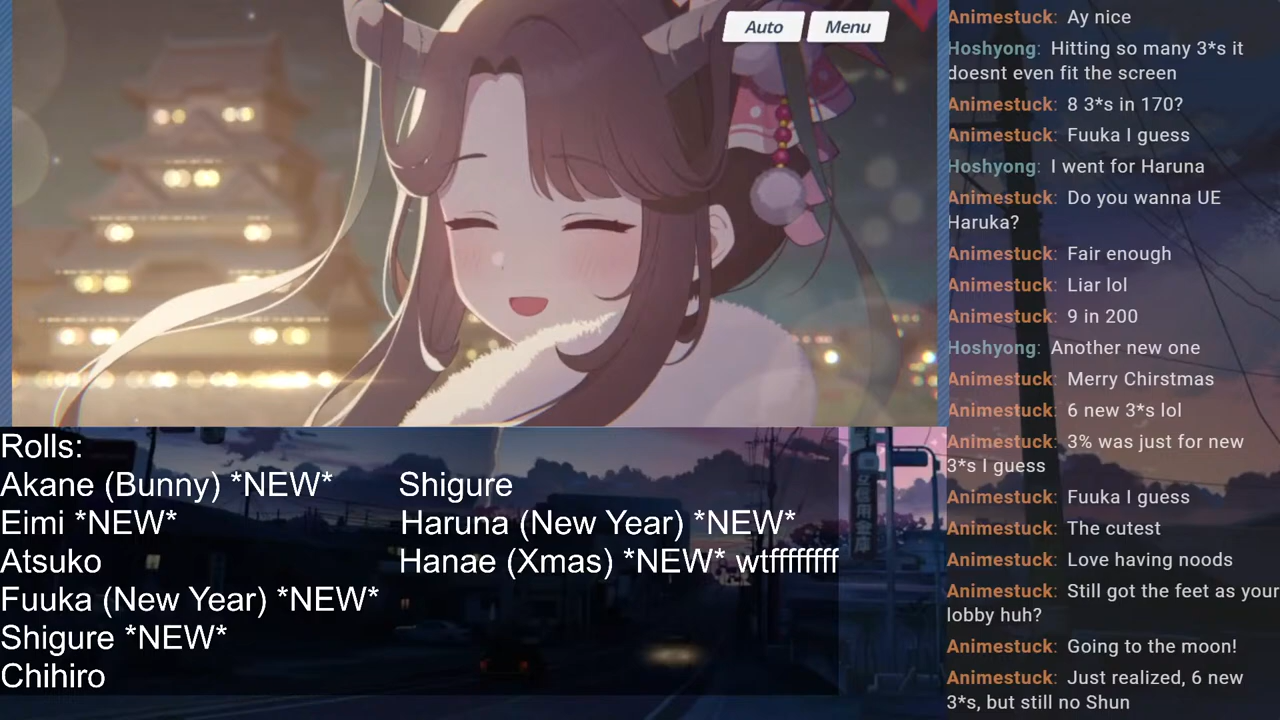 Auto
Menu
Animestuck: Ay nice
Hoshyong: Hitting so many 3*s it
doesnt even fit the screen
Animestuck: 8 3*s in 170?
Animestuck: Fuuka I guess
Hoshyong: I went for Haruna
Animestuck: Do you wanna UE
Haruka?
Animestuck: Fair enough
Animestuck: Liar lol
Animestuck: 9 in 200
Hoshyong: Another new one
Animestuck: Merry Chirstmas
Animestuck: 6 new 3*s lol
Animestuck: 3% was just for new
3*s I guess
Animestuck: Fuuka I guess
Animestuck: The cutest
Animestuck: Love having noods
Animestuck: Still got the feet as your
lobby huh?
Animestuck: Going to the moon!
Animestuck: Just realized, 6 new
3*s, but still no Shun
Rolls:
Akane (Bunny) *NEW*
Eimi *NEW*
Atsuko
Fuuka (New Year) *NEW*
Shigure *NEW*
Chihiro
Shigure
Haruna (New Year) *NEW*
Hanae (Xmas) *NEW* wtfffffffff
信用金庫